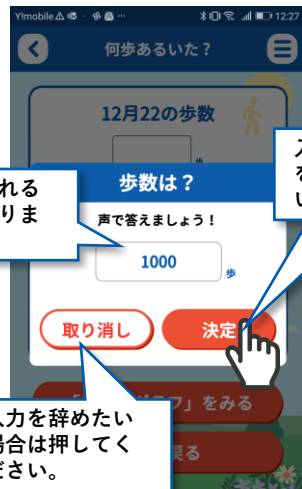 Y!mobile 12:27
何歩あるいた？
12月22の歩数
歩数は？
れる
りま
声で答えましょう！
1000
歩
取り消し
決定
」をみる
入力を辞めたい
場合は押してく
ださい。
戻る